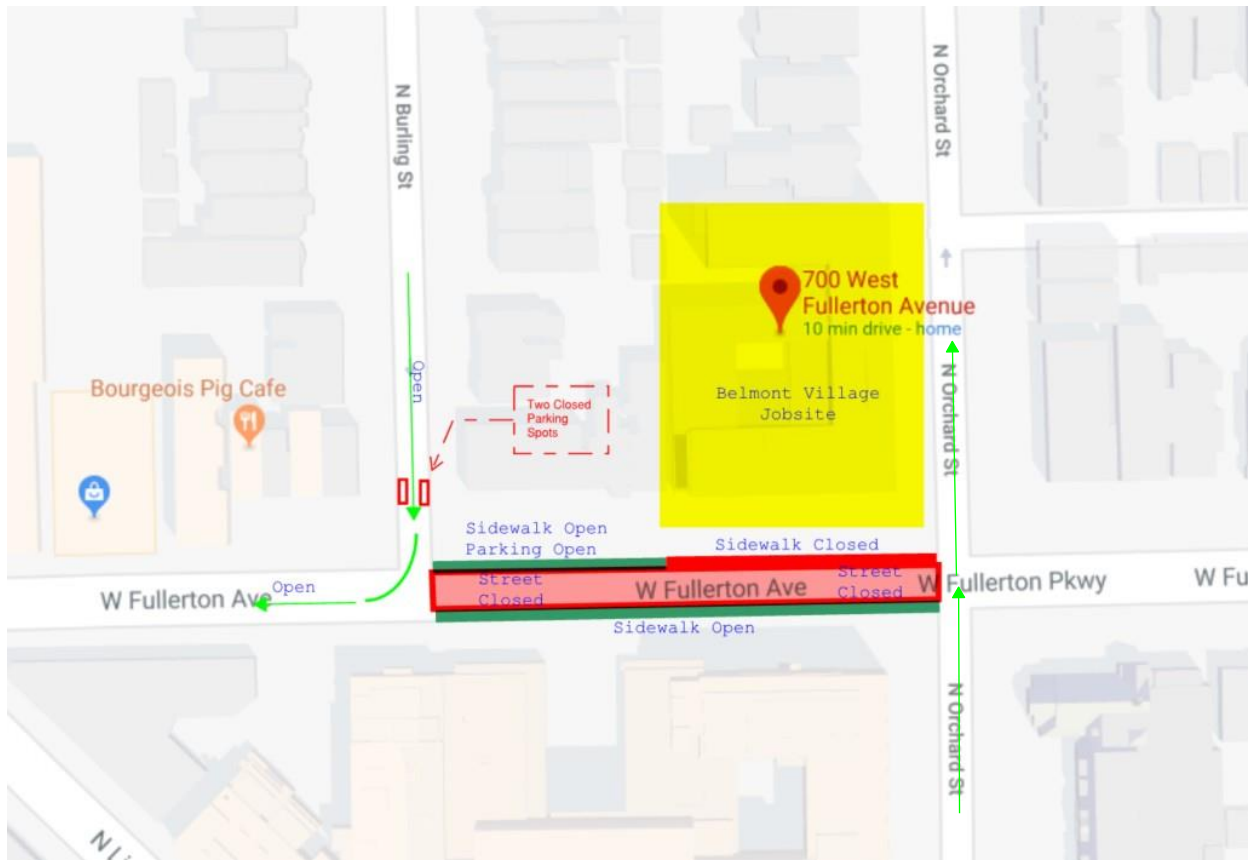 N Orchard St
N Burling St
700 West
Fullerton Avenue
10 min drive - home
Open
Bourgeois Pig Cafe
Two Closed
Parking
Spots
Belmont Village
Jobsite
N Orchard St
Sidewalk Open
Parking Open
Sidewalk Closed
Street
Closed
Street
Closed
Open
W Fullerton Ave
W Fullerton Ave
W Fullerton Pkwy
W Fu
Sidewalk Open
N Orchard St